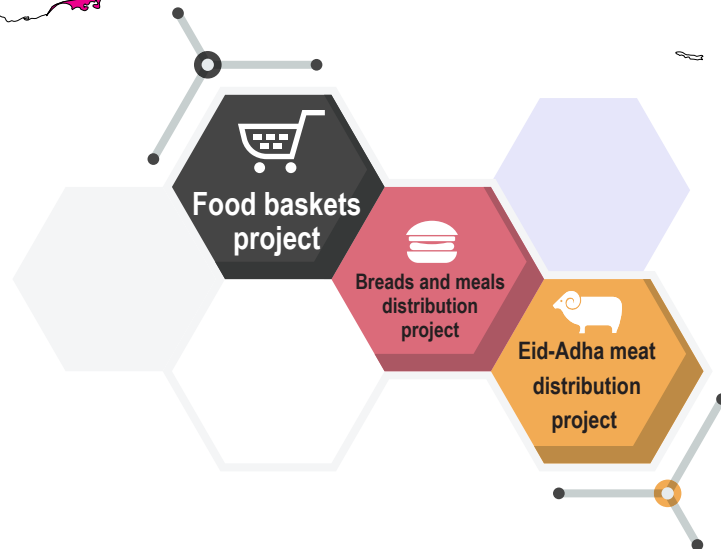 Food baskets
project
Breads and meals
distribution
project
Eid-Adha meat
distribution
project